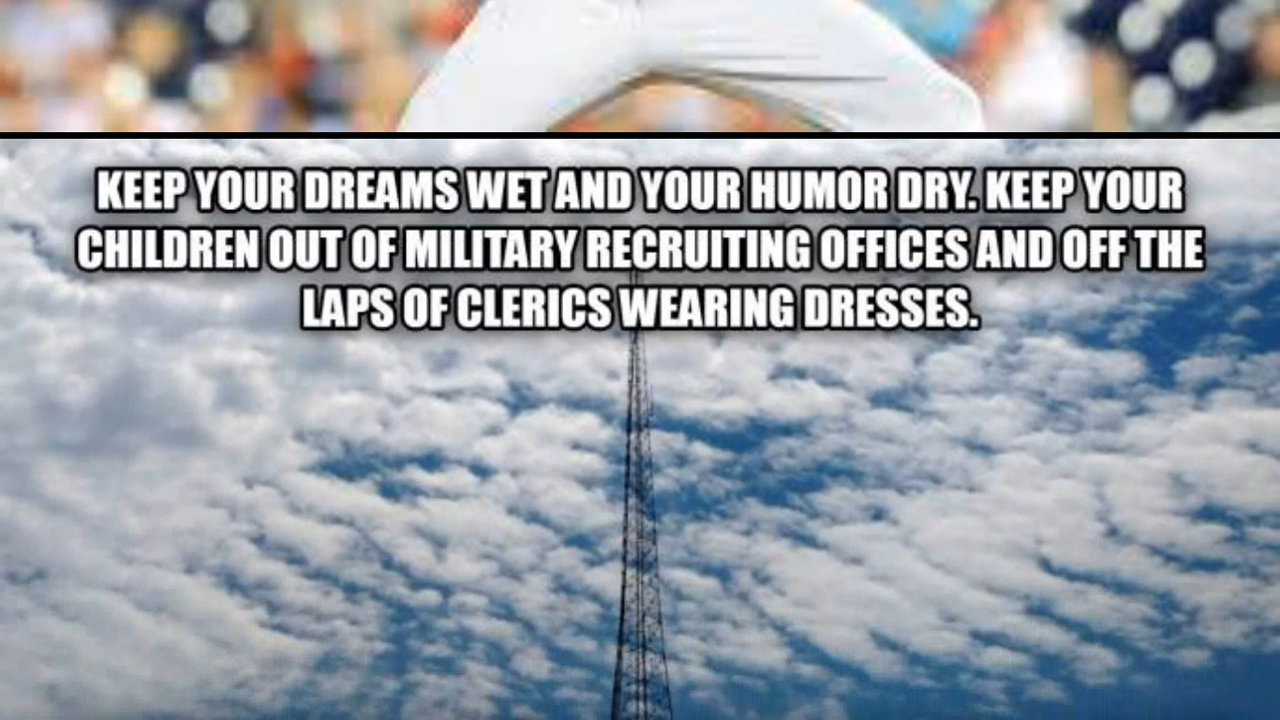 KEEP YOUR DREAMS WET AND YOUR HUMOR DRY. KEEP YOUR
CHILDREN OUT OF MILITARY RECRUITING OFFICES AND OFF THE
LAPS OF CLERICS WEARING DRESSES.